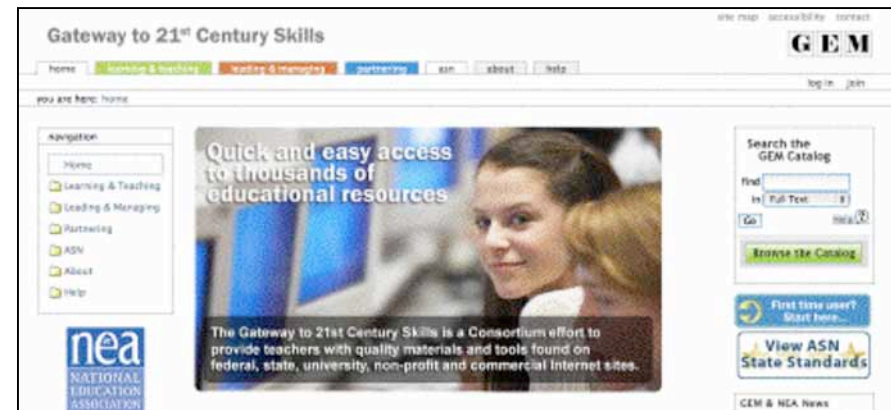 site map accessibility contact
Gateway to 21st Century Skills
GEM
home learning & teaching leading & managing partnering asn about help
log in join
you are here: home
navigation
Home
Learning & Teaching
Leading & Managing
Partnering
ASN
About
Help
nea
NATIONAL
EDUCATION
ASSOCIATION
Quick and easy access
to thousands of
educational resources
The Gateway to 21st Century Skills is a Consortium effort to
provide teachers with quality materials and tools found on
federal, state, university, non-profit and commercial Internet sites.
Search the
GEM Catalog
find
in Full Text
Go Help ?
Browse the Catalog
First time user?
Start here...
View ASN
State Standards
GEM & NEA News